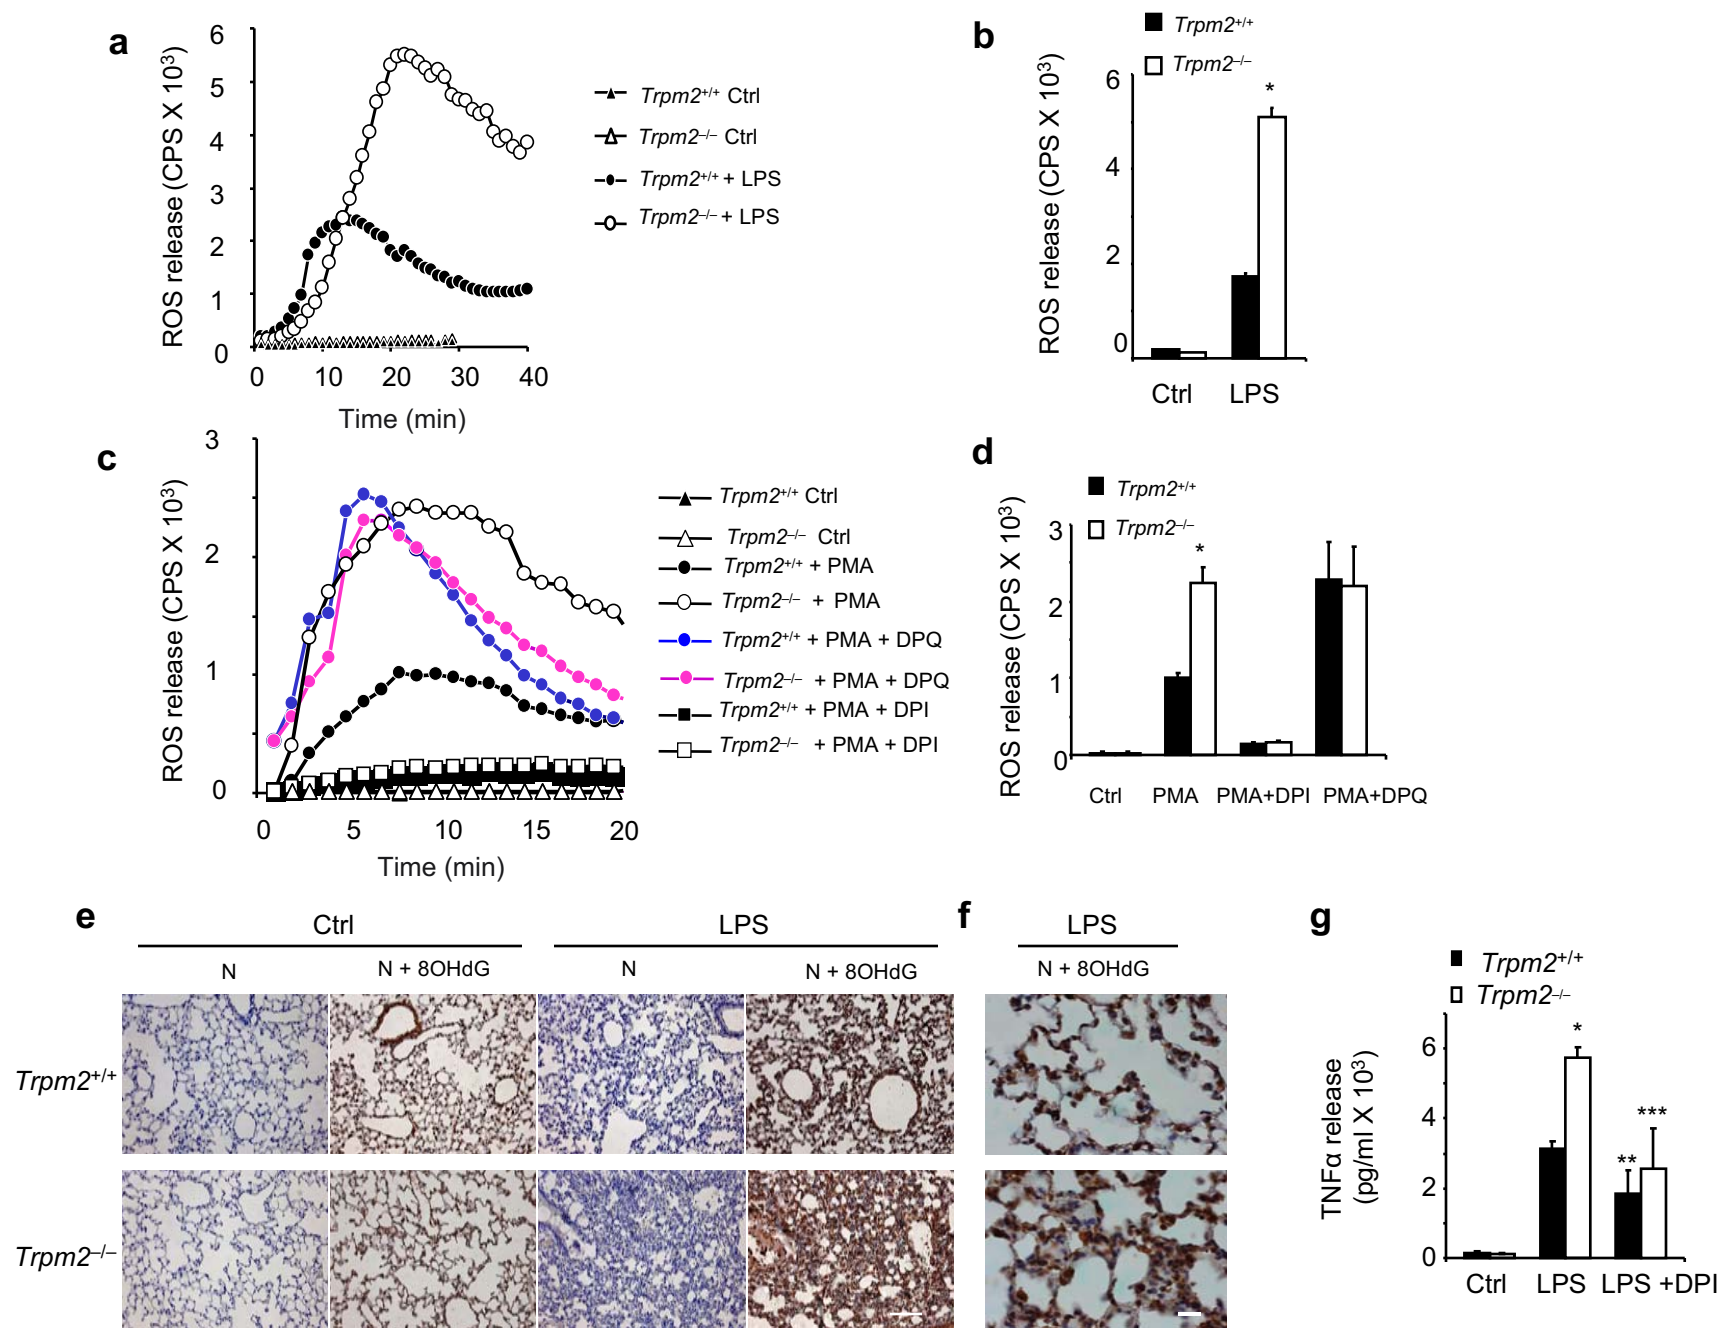 a
ROS release (CPS X 10³)
6
5
4
3
2
1
0
0 10 20 30 40
Time (min)
Trpm2+/+ Ctrl
Trpm2–/– Ctrl
Trpm2+/+ + LPS
Trpm2–/– + LPS
b
Trpm2+/+
Trpm2–/–
ROS release (CPS X 10³)
6
4
2
0
*
Ctrl LPS
c
ROS release (CPS X 10³)
3
2
1
0
0 5 10 15 20
Time (min)
Trpm2+/+ Ctrl
Trpm2–/– Ctrl
Trpm2+/+ + PMA
Trpm2–/– + PMA
Trpm2+/+ + PMA + DPQ
Trpm2–/– + PMA + DPQ
Trpm2+/+ + PMA + DPI
Trpm2–/– + PMA + DPI
d
Trpm2+/+
Trpm2–/–
ROS release (CPS X 10³)
3
2
1
0
*
Ctrl PMA PMA+DPI PMA+DPQ
e
Ctrl LPS
N N + 8OHdG N N + 8OHdG
Trpm2+/+
Trpm2–/–
f
LPS
N + 8OHdG
g
Trpm2+/+
Trpm2–/–
TNFα release
(pg/ml X 10³)
6
4
2
0
*
**
***
Ctrl LPS LPS +DPI